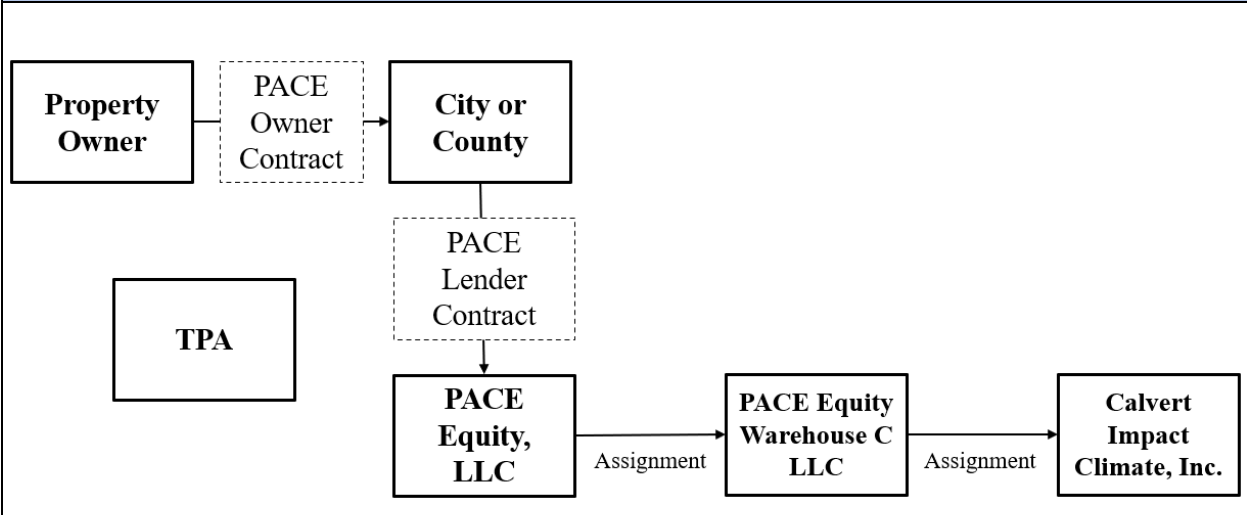 Property
Owner
PACE
Owner
Contract
City or
County
PACE
Lender
Contract
TPA
PACE
Equity,
LLC
Assignment
PACE Equity
Warehouse C
LLC
Assignment
Calvert
Impact
Climate, Inc.